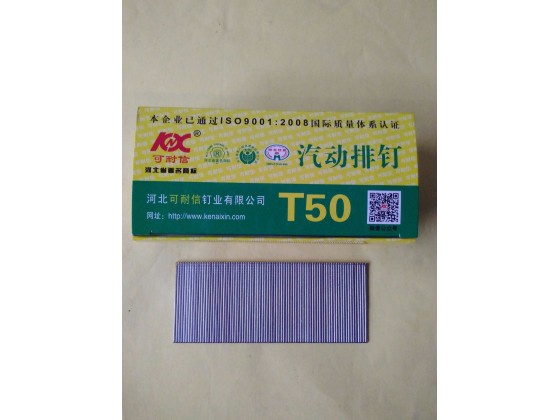 本企业已通过ISO9001:2008国际质量体系认证
KNX®
可耐信
河北省著名商标
汽动排钉
河北可耐信钉业有限公司
网址：http://www.kenaixin.com
T50